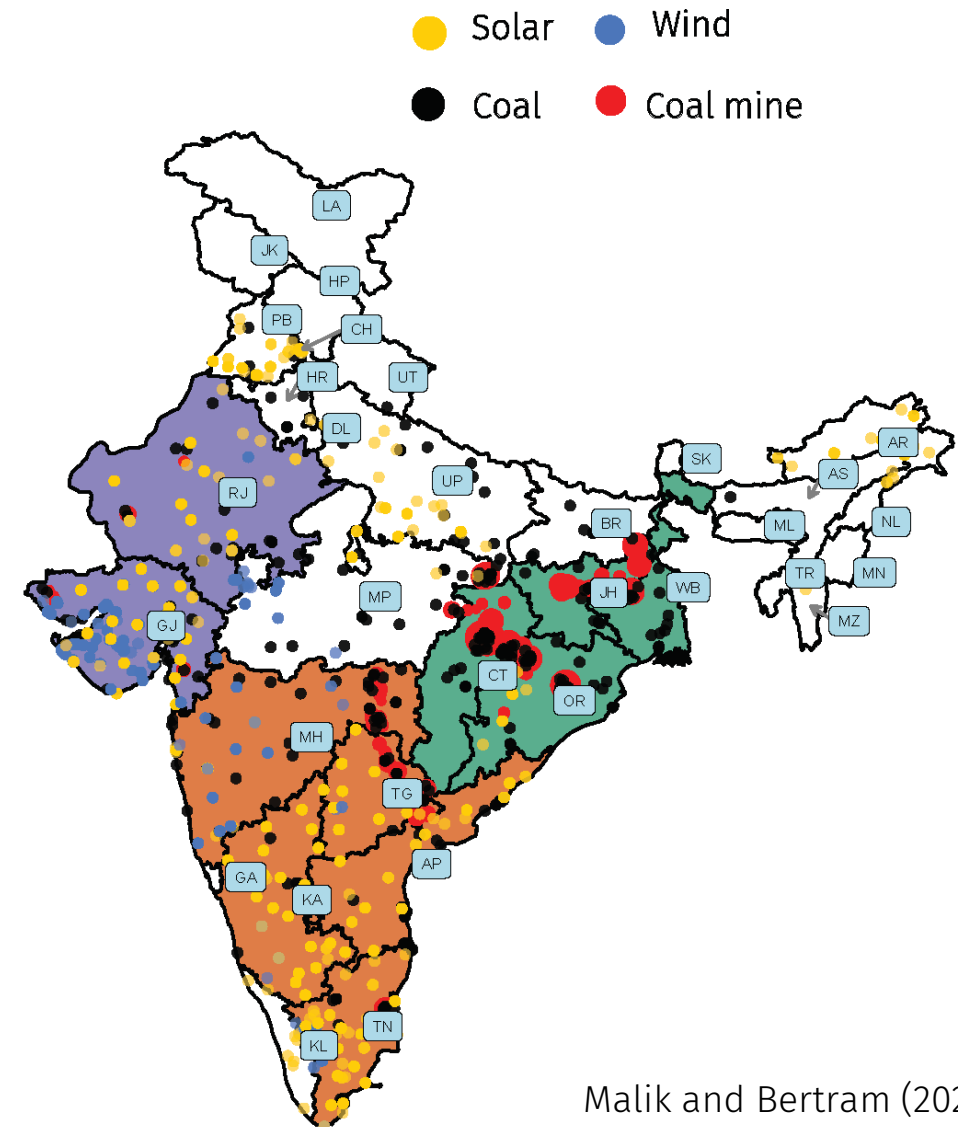 Solar Wind
Coal Coal mine
LA
JK
HP
PB
CH
HR
UT
DL
AR
SK
AS
UP
RJ
BR
ML
NL
TR
MN
MP
JH
WB
MZ
GJ
CT
OR
MH
TG
AP
GA
KA
TN
KL
Malik and Bertram (202